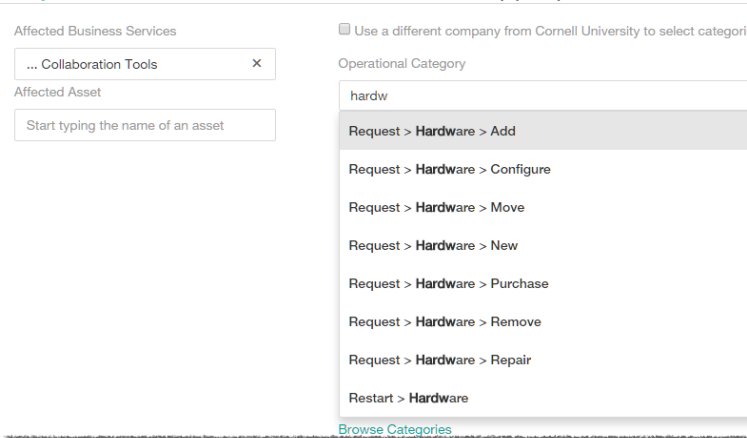 Affected Business Services
... Collaboration Tools ×
Affected Asset
Start typing the name of an asset
Use a different company from Cornell University to select categori
Operational Category
hardw
Request > Hardware > Add
Request > Hardware > Configure
Request > Hardware > Move
Request > Hardware > New
Request > Hardware > Purchase
Request > Hardware > Remove
Request > Hardware > Repair
Restart > Hardware
Browse Categories